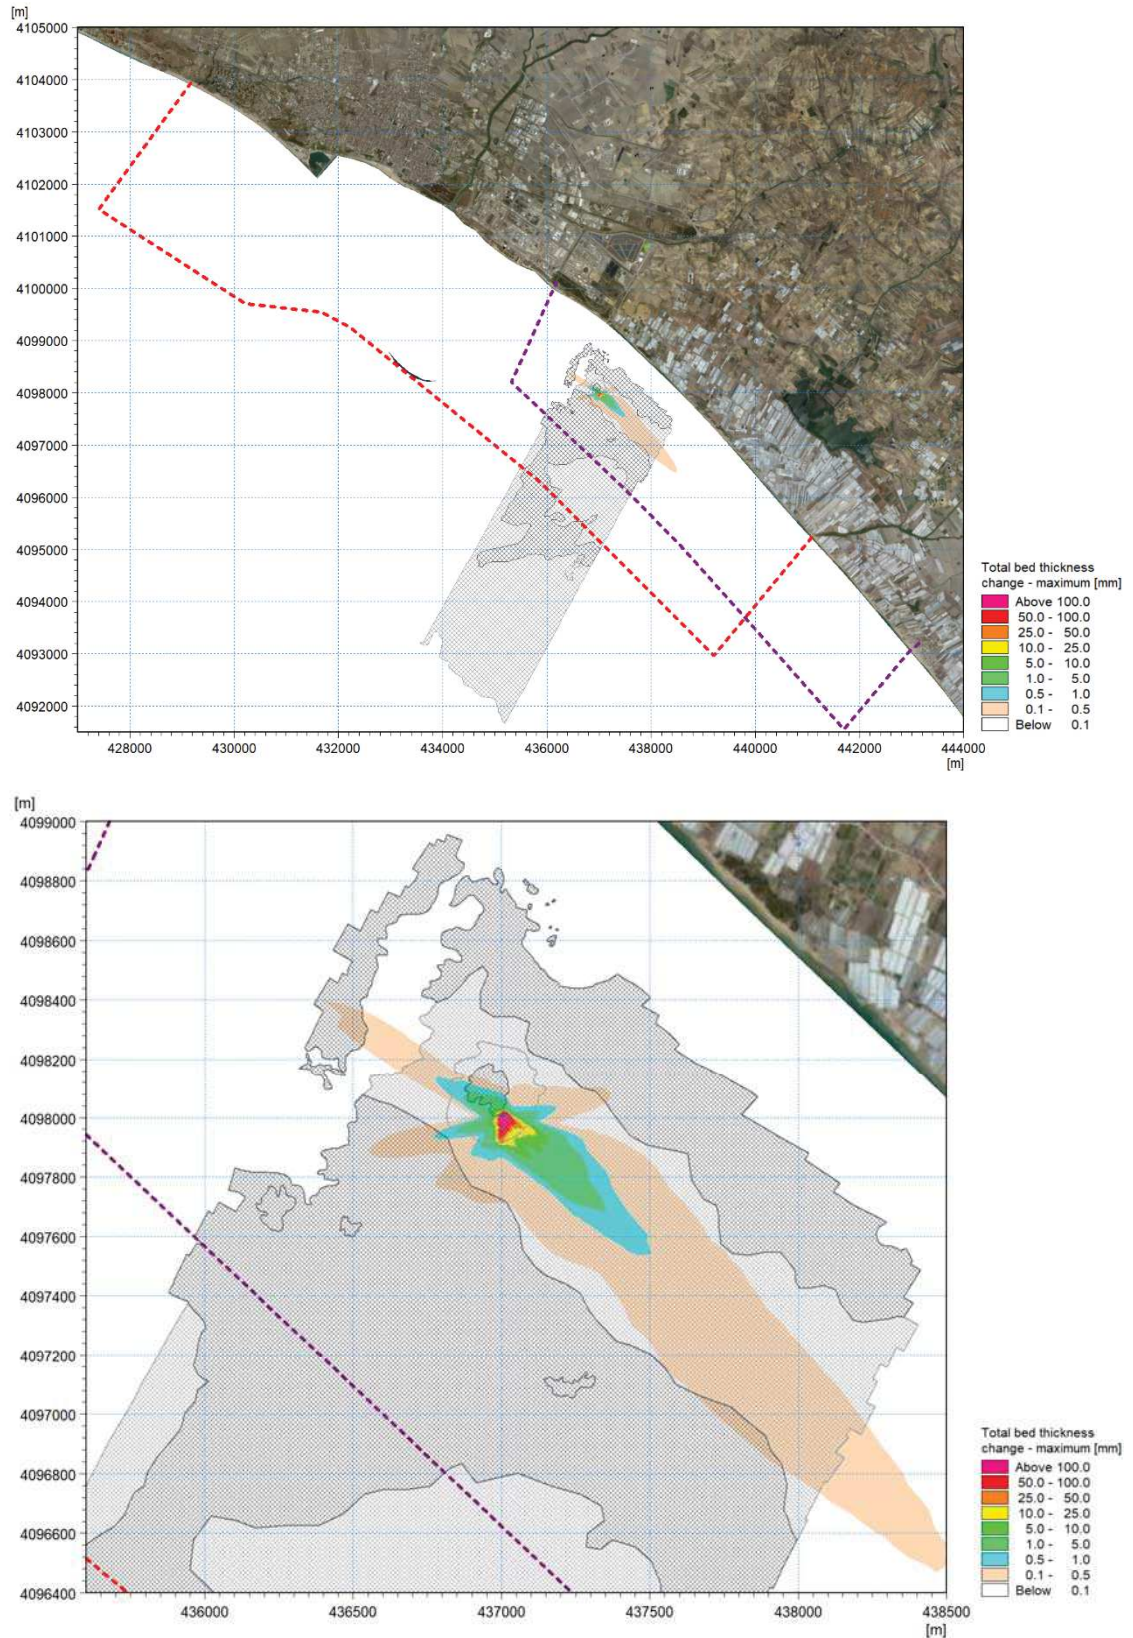 [m]
4105000
4104000
4103000
4102000
4101000
4100000
4099000
4098000
4097000
4096000
4095000
4094000
4093000
4092000
428000 430000 432000 434000 436000 438000 440000 442000 444000
[m]
Total bed thickness
change - maximum [mm]
Above 100.0
50.0 - 100.0
25.0 - 50.0
10.0 - 25.0
5.0 - 10.0
1.0 - 5.0
0.5 - 1.0
0.1 - 0.5
Below 0.1
[m]
4099000
4098800
4098600
4098400
4098200
4098000
4097800
4097600
4097400
4097200
4097000
4096800
4096600
4096400
436000 436500 437000 437500 438000 438500
[m]
Total bed thickness
change - maximum [mm]
Above 100.0
50.0 - 100.0
25.0 - 50.0
10.0 - 25.0
5.0 - 10.0
1.0 - 5.0
0.5 - 1.0
0.1 - 0.5
Below 0.1